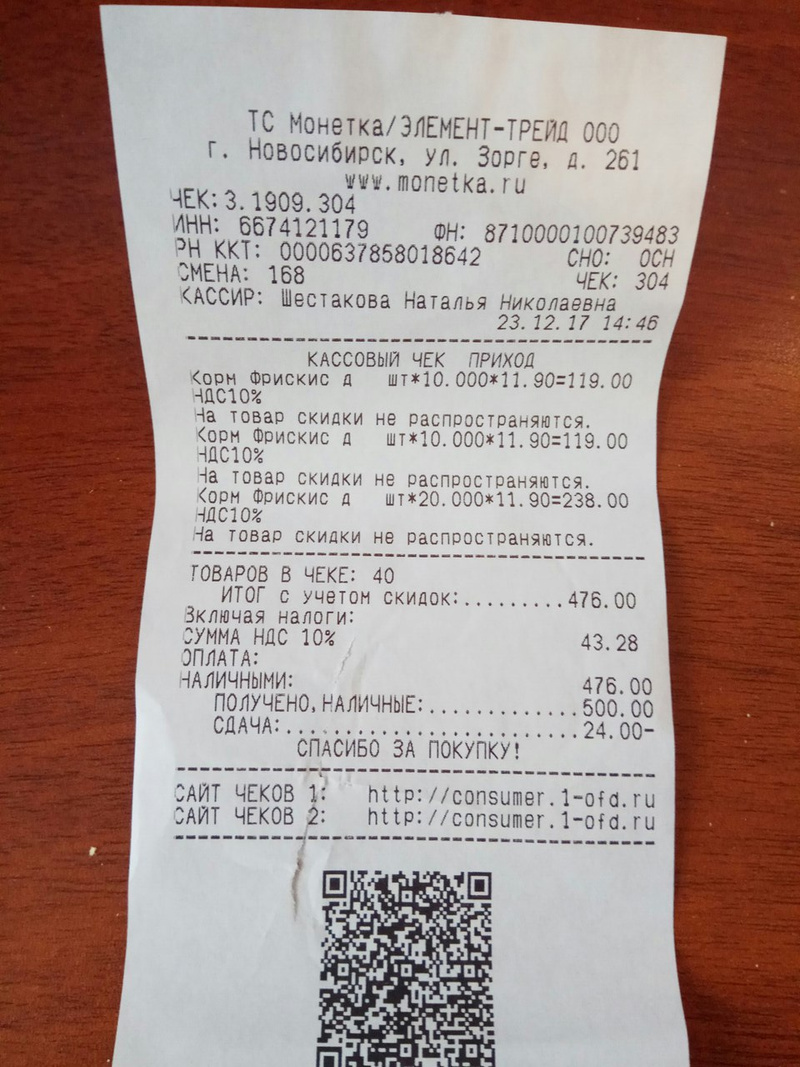 ТС Монетка/ЭЛЕМЕНТ-ТРЕЙД ООО
г. Новосибирск, ул. Зорге, д. 261
www.monetka.ru
ЧЕК: 3.1909.304
ИНН: 6674121179 ФН: 8710000100739483
РН ККТ: 0000637858018642 СНО: ОСН
СМЕНА: 168 ЧЕК: 304
КАССИР: Шестакова Наталья Николаевна
23.12.17 14:46
КАССОВЫЙ ЧЕК ПРИХОД
Корм Фрискис д шт*10.000*11.90=119.00
НДС10%
На товар скидки не распространяются.
Корм Фрискис д шт*10.000*11.90=119.00
НДС10%
На товар скидки не распространяются.
Корм Фрискис д шт*20.000*11.90=238.00
НДС10%
На товар скидки не распространяются.
ТОВАРОВ В ЧЕКЕ: 40
ИТОГ с учетом скидок:.........476.00
Включая налоги:
СУММА НДС 10% 43.28
ОПЛАТА:
НАЛИЧНЫМИ: 476.00
ПОЛУЧЕНО,НАЛИЧНЫЕ:.............500.00
СДАЧА:.........................24.00-
СПАСИБО ЗА ПОКУПКУ!
САЙТ ЧЕКОВ 1: http://consumer.1-ofd.ru
САЙТ ЧЕКОВ 2: http://consumer.1-ofd.ru